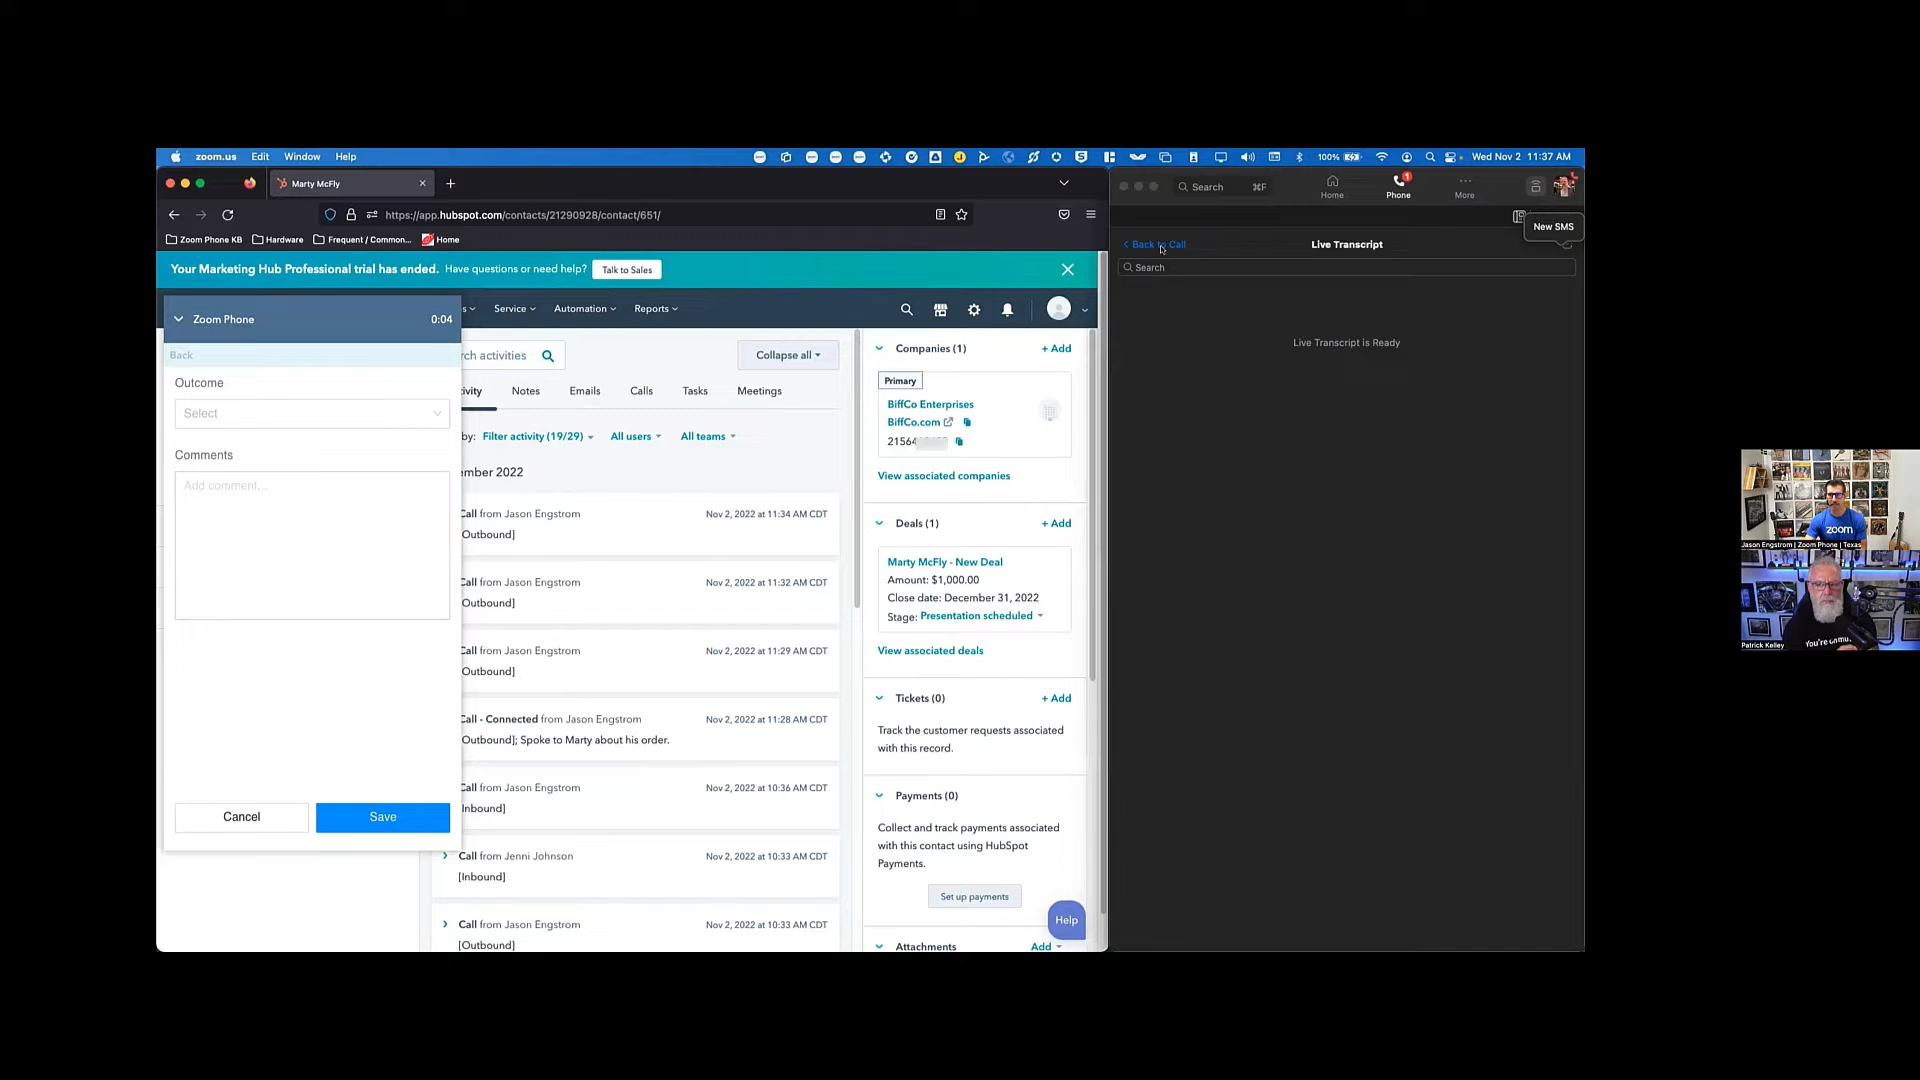 zoom.us Edit Window Help
100% Wed Nov 2 11:37 AM
Marty McFly
https://app.hubspot.com/contacts/21290928/contact/651/
Zoom Phone KB Hardware Frequent / Common... Home
Your Marketing Hub Professional trial has ended. Have questions or need help? Talk to Sales
Service Automation Reports
Zoom Phone 0:04
Back
Outcome
Select
Comments
Add comment...
Cancel Save
rch activities
Collapse all
ivity Notes Emails Calls Tasks Meetings
by: Filter activity (19/29) All users All teams
ember 2022
Call from Jason Engstrom Nov 2, 2022 at 11:34 AM CDT
Outbound]
Call from Jason Engstrom Nov 2, 2022 at 11:32 AM CDT
Outbound]
Call from Jason Engstrom Nov 2, 2022 at 11:29 AM CDT
Outbound]
Call - Connected from Jason Engstrom Nov 2, 2022 at 11:28 AM CDT
Outbound]; Spoke to Marty about his order.
Call from Jason Engstrom Nov 2, 2022 at 10:36 AM CDT
Inbound]
Call from Jenni Johnson Nov 2, 2022 at 10:33 AM CDT
[Inbound]
Call from Jason Engstrom Nov 2, 2022 at 10:33 AM CDT
[Outbound]
Companies (1) + Add
Primary
BiffCo Enterprises
BiffCo.com
2156
View associated companies
Deals (1) + Add
Marty McFly - New Deal
Amount: $1,000.00
Close date: December 31, 2022
Stage: Presentation scheduled
View associated deals
Tickets (0) + Add
Track the customer requests associated
with this record.
Payments (0)
Collect and track payments associated
with this contact using HubSpot
Payments.
Set up payments
Help
Attachments Add
Search ⌘F
Home Phone 1 More
New SMS
Back to Call Live Transcript
Search
Live Transcript is Ready
zoom
Jason Engstrom | Zoom Phone | Texas
You're on mu
Patrick Kelley